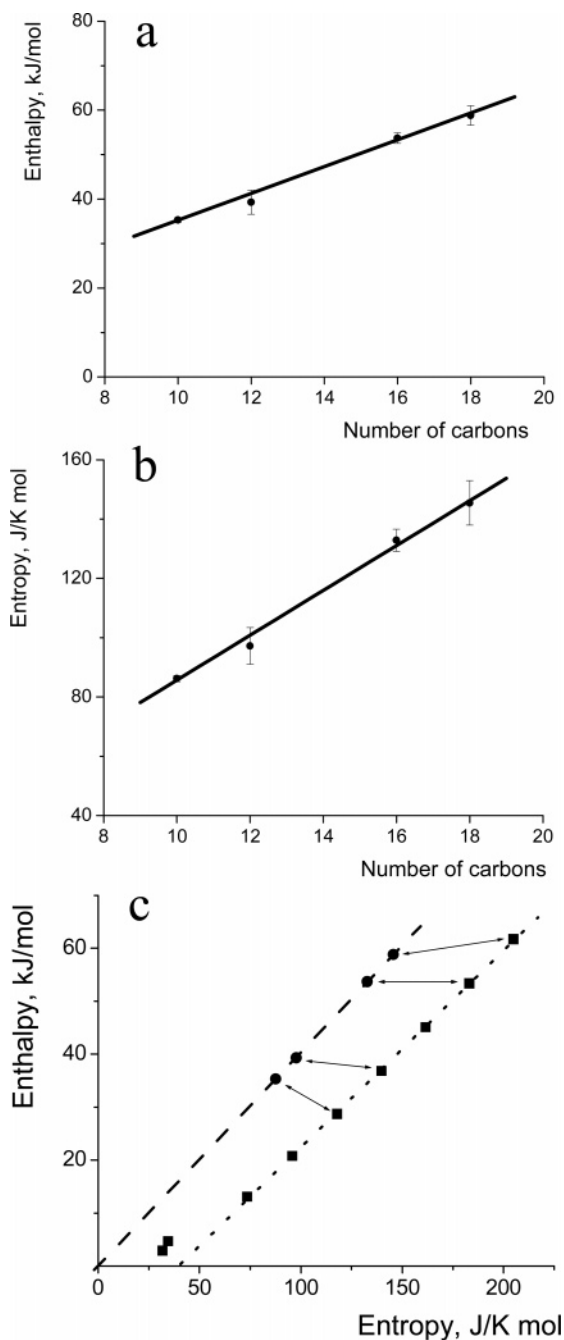 a
Enthalpy, kJ/mol
80
60
40
20
0
8 10 12 14 16 18 20
Number of carbons
b
Entropy, J/K mol
160
120
80
40
8 10 12 14 16 18 20
Number of carbons
c
Enthalpy, kJ/mol
60
40
20
0 50 100 150 200
Entropy, J/K mol